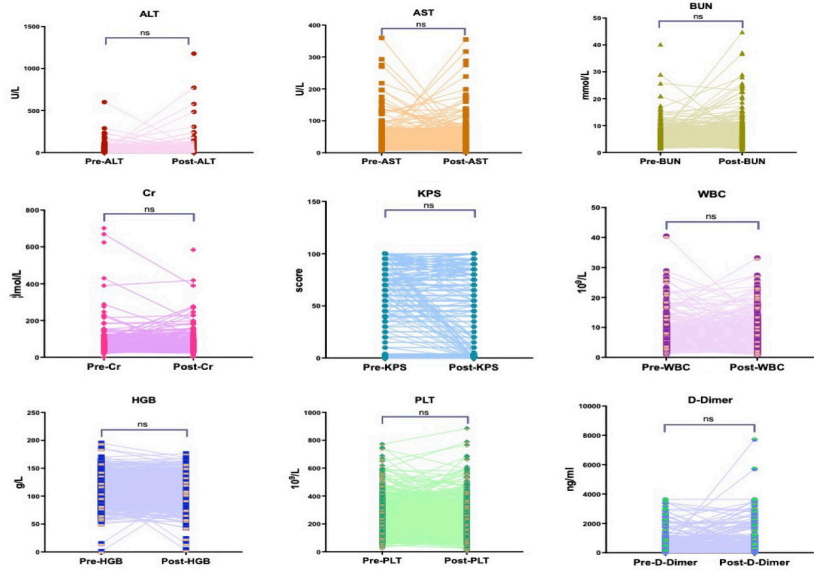 ALT
ns
U/L
1500
1000
500
0
Pre-ALT Post-ALT
AST
ns
U/L
400
300
200
100
0
Pre-AST Post-AST
BUN
ns
mmol/L
50
40
30
20
10
0
Pre-BUN Post-BUN
Cr
ns
800
600
400
200
0
Pre-Cr Post-Cr
KPS
ns
score
150
100
50
0
Pre-KPS Post-KPS
WBC
ns
10⁹/L
50
40
30
20
10
0
Pre-WBC Post-WBC
HGB
ns
g/L
250
200
150
100
50
0
Pre-HGB Post-HGB
PLT
ns
10⁹/L
1000
800
600
400
200
0
Pre-PLT Post-PLT
D-Dimer
ns
ng/ml
10000
8000
6000
4000
2000
0
Pre-D-Dimer Post-D-Dimer